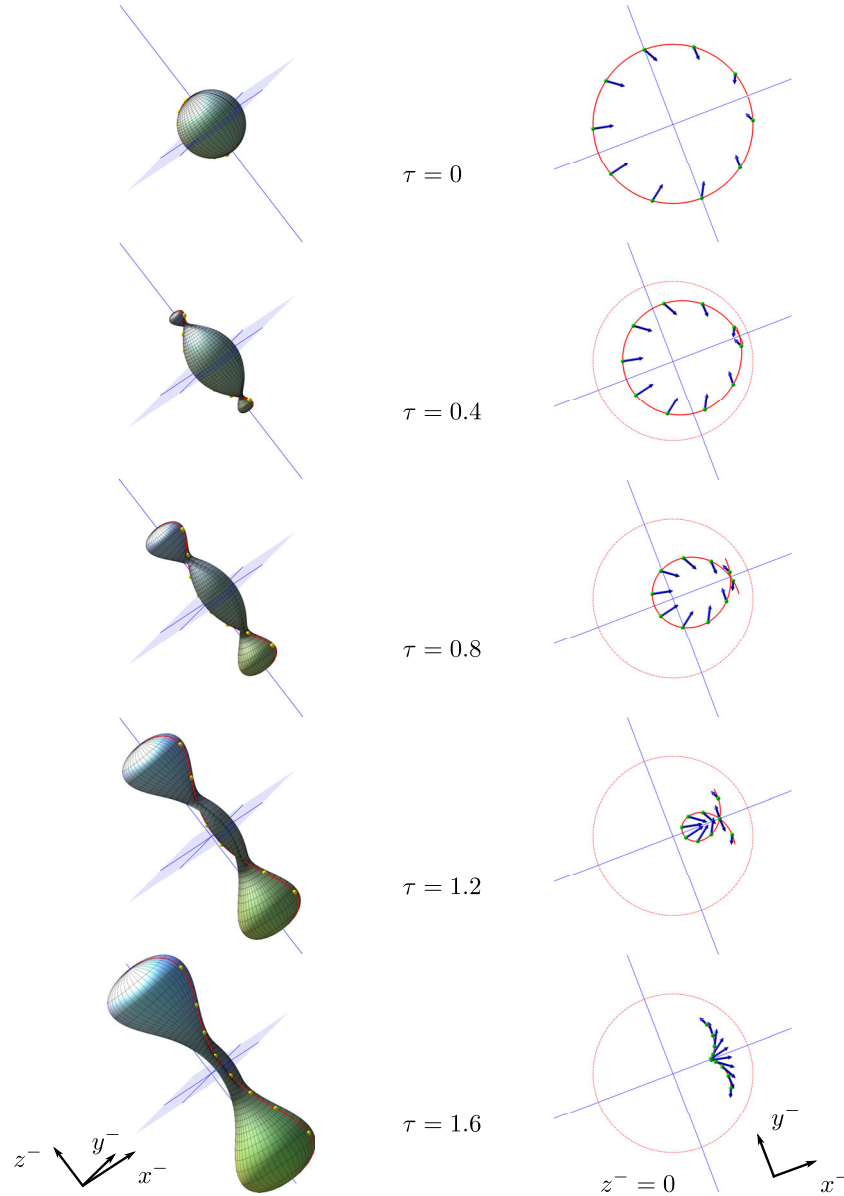 τ = 0
τ = 0.4
τ = 0.8
τ = 1.2
τ = 1.6
z⁻
y⁻
x⁻
z⁻ = 0
y⁻
x⁻